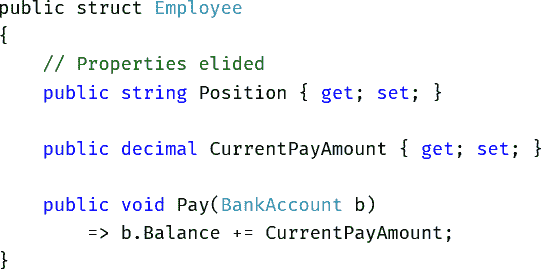 public struct Employee
{
    // Properties elided
    public string Position { get; set; }

    public decimal CurrentPayAmount { get; set; }

    public void Pay(BankAccount b)
        => b.Balance += CurrentPayAmount;
}